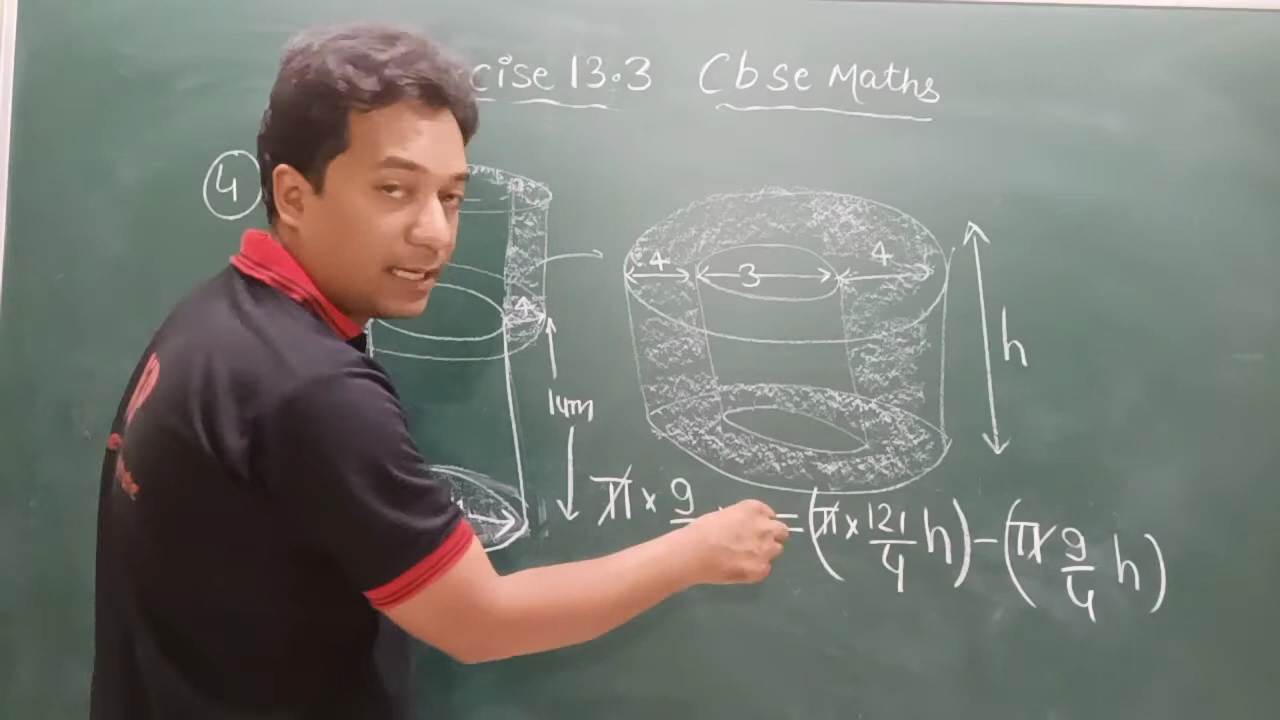 cise 13.3 Cbse Maths
4
4 3 4
4
h
14m
π × 9 = (π × 121/4 h) - (π × 9/4 h)